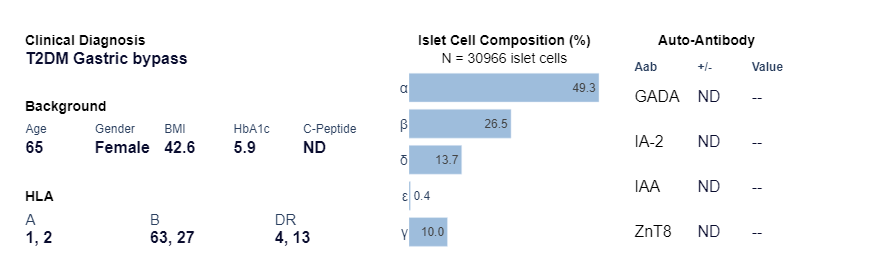 Clinical Diagnosis
T2DM Gastric bypass
Background
Age Gender BMI HbA1c C-Peptide
65 Female 42.6 5.9 ND
HLA
A B DR
1, 2 63, 27 4, 13
Islet Cell Composition (%)
N = 30966 islet cells
α 49.3
β 26.5
δ 13.7
ε 0.4
γ 10.0
Auto-Antibody
Aab +/- Value
GADA ND --
IA-2 ND --
IAA ND --
ZnT8 ND --